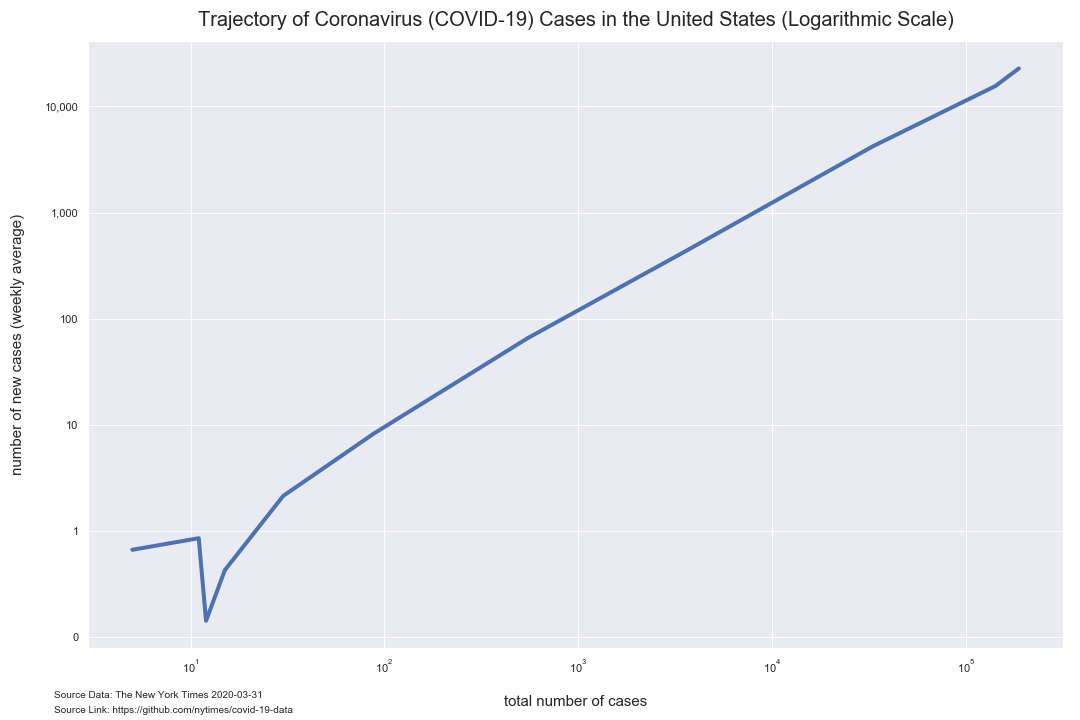 Trajectory of Coronavirus (COVID-19) Cases in the United States (Logarithmic Scale)
number of new cases (weekly average)
10,000
1,000
100
10
1
0
10¹
10²
10³
10⁴
10⁵
total number of cases
Source Data: The New York Times 2020-03-31
Source Link: https://github.com/nytimes/covid-19-data